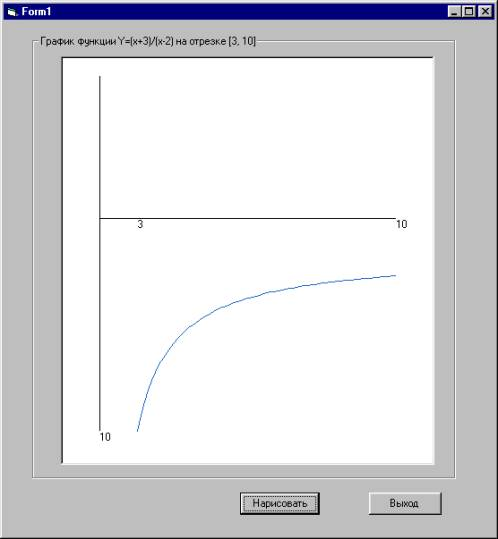 Form1
График функции Y=(x+3)/(x-2) на отрезке [3, 10]
3
10
10
Нарисовать
Выход